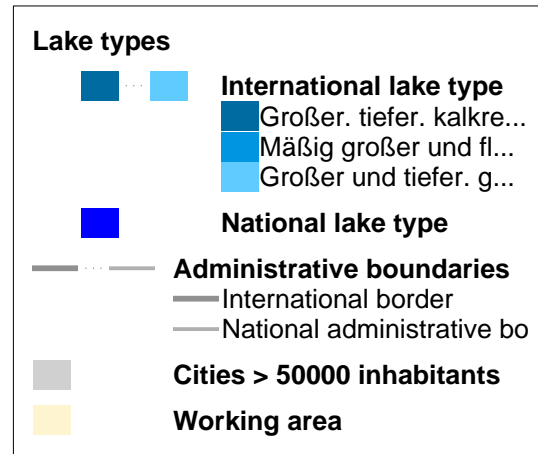 Lake types
International lake type
Großer. tiefer. kalkre...
Mäßig großer und fl...
Großer und tiefer. g...
National lake type
Administrative boundaries
International border
National administrative bo
Cities > 50000 inhabitants
Working area